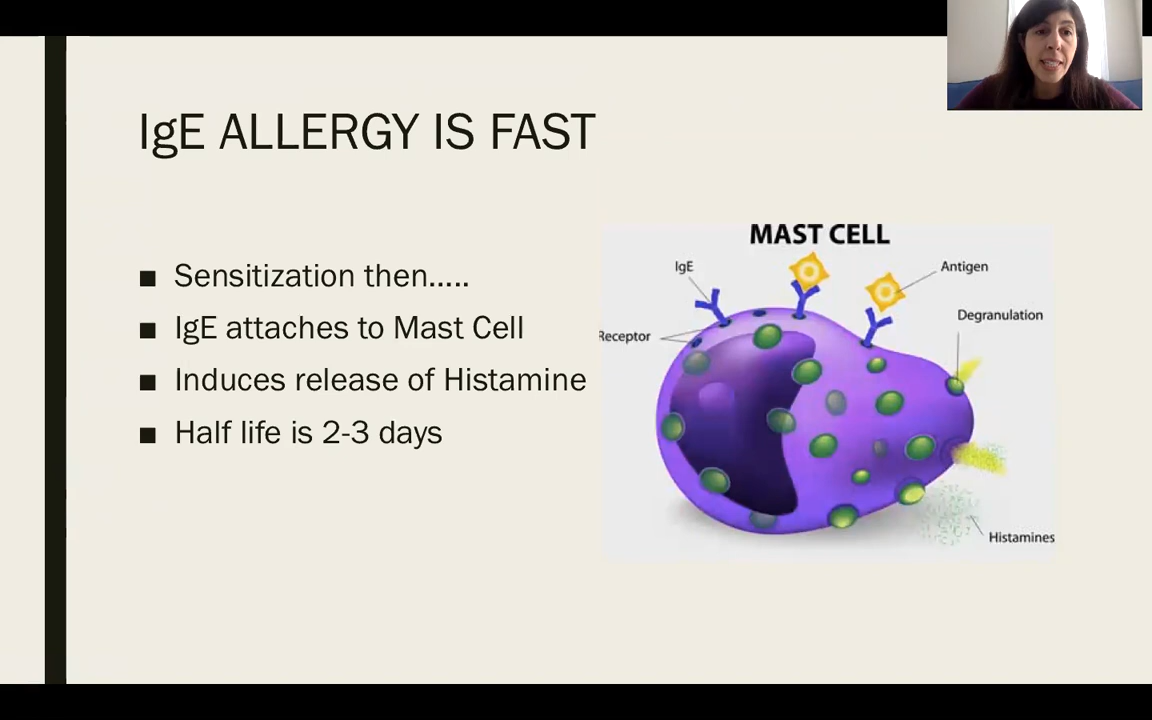 IgE ALLERGY IS FAST
■ Sensitization then.....
■ IgE attaches to Mast Cell
■ Induces release of Histamine
■ Half life is 2-3 days
MAST CELL
IgE
Antigen
Degranulation
Receptor
Histamines